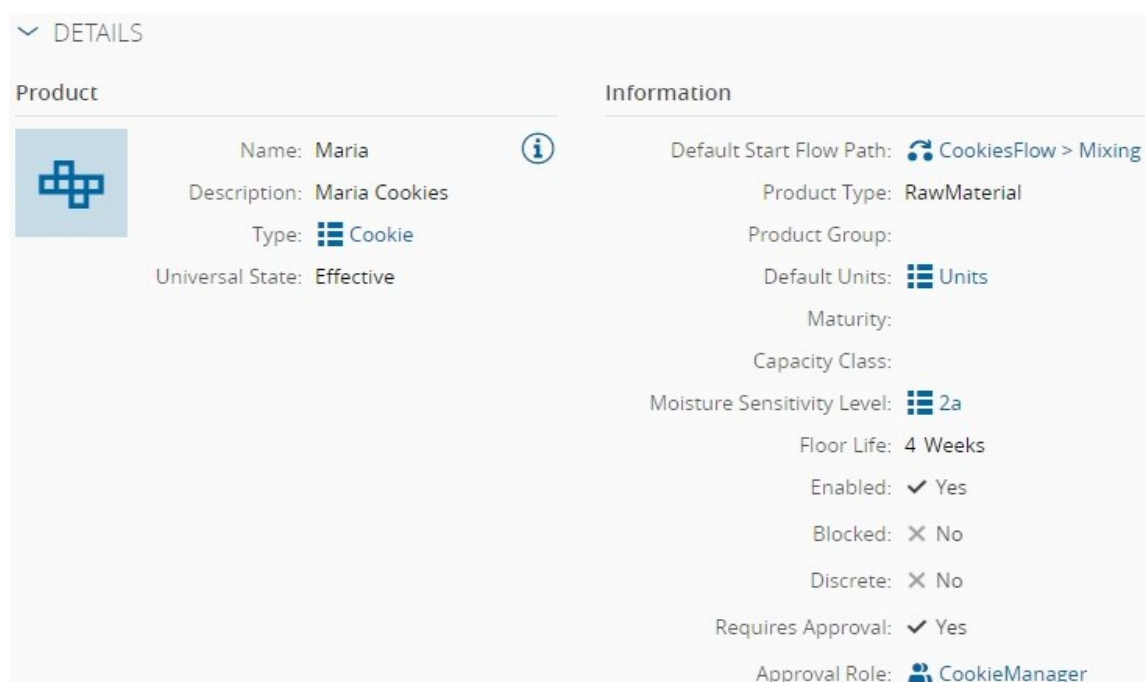 DETAILS
Product
Name: Maria
Description: Maria Cookies
Type: Cookie
Universal State: Effective
Information
Default Start Flow Path: CookiesFlow > Mixing
Product Type: RawMaterial
Product Group:
Default Units: Units
Maturity:
Capacity Class:
Moisture Sensitivity Level: 2a
Floor Life: 4 Weeks
Enabled: Yes
Blocked: No
Discrete: No
Requires Approval: Yes
Approval Role: CookieManager